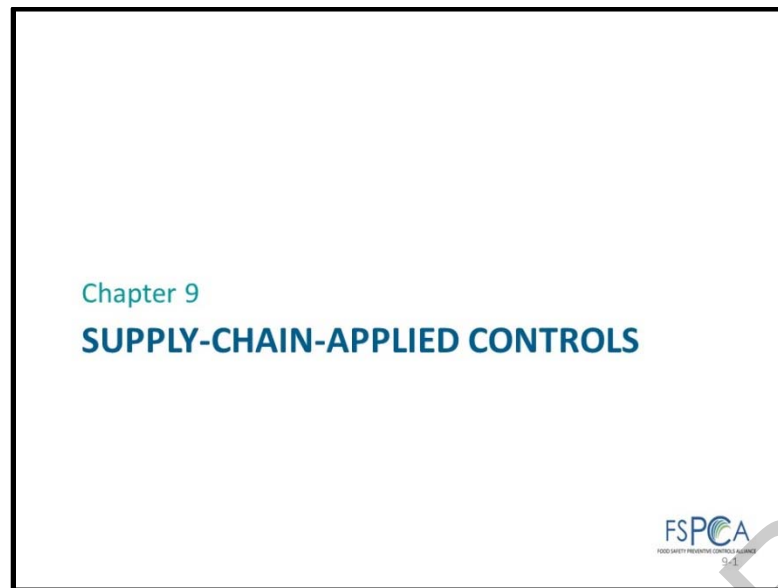 Chapter 9
SUPPLY-CHAIN-APPLIED CONTROLS
FSPCA
FOOD SAFETY PREVENTIVE CONTROLS ALLIANCE
9-1